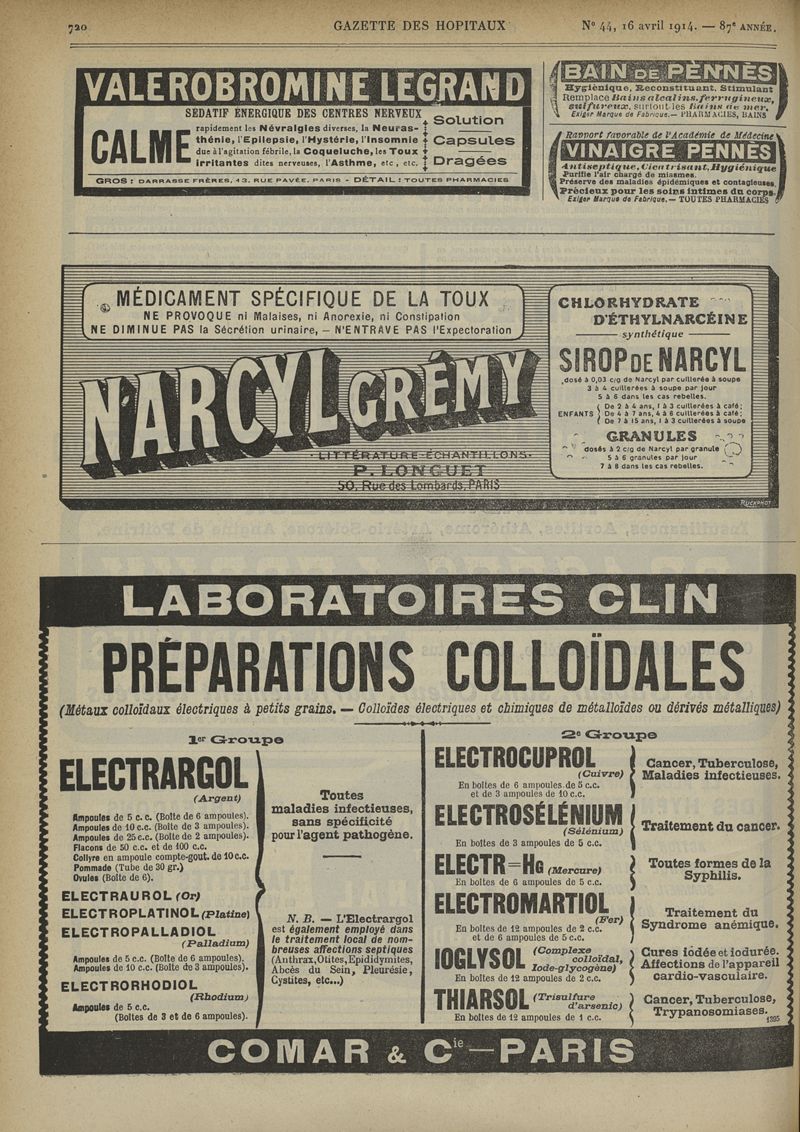 720
GAZETTE DES HOPITAUX
N° 44, 16 avril 1914. — 87e ANNÉE.
VALEROBROMINE LEGRAND
SEDATIF ENERGIQUE DES CENTRES NERVEUX
CALME
rapidement les Névralgies diverses, la Neuras-
thénie, l'Epilepsie, l'Hystérie, l'Insomnie
due à l'agitation fébrile, la Coqueluche, les Toux
irritantes dites nerveuses, l'Asthme, etc., etc.
Solution
Capsules
Dragées
GROS : DARRASSE FRÈRES, 13, RUE PAVÉE, PARIS - DÉTAIL : TOUTES PHARMACIES
BAIN DE PENNÈS
Hygiénique, Reconstituant, Stimulant
Remplace Bains alcalins, ferrugineux,
sulfureux, surtout les Bains de mer.
Exiger Marque de Fabrique. — PHARMACIES, BAINS
Rapport favorable de l'Académie de Médecine
VINAIGRE PENNÈS
Antiseptique, Cicatrisant, Hygiénique
Purifie l'air chargé de miasmes.
Préserve des maladies épidémiques et contagieuses.
Précieux pour les soins intimes du corps.
Exiger Marque de Fabrique. — TOUTES PHARMACIES
MÉDICAMENT SPÉCIFIQUE DE LA TOUX
NE PROVOQUE ni Malaises, ni Anorexie, ni Constipation
NE DIMINUE PAS la Sécrétion urinaire, — N'ENTRAVE PAS l'Expectoration
NARCYL GRÉMY
LITTÉRATURE-ÉCHANTILLONS
P. LONGUET
50, Rue des Lombards, PARIS
CHLORHYDRATE
D'ÉTHYLNARCÉINE
synthétique
SIROP DE NARCYL
dosé à 0,03 c/g de Narcyl par cuillerée à soupe
3 à 4 cuillerées à soupe par jour
5 à 6 dans les cas rebelles.
ENFANTS
De 2 à 4 ans, 1 à 3 cuillerées à café;
De 4 à 7 ans, 4 à 6 cuillerées à café;
De 7 à 15 ans, 1 à 3 cuillerées à soupe
GRANULES
dosés à 2 c/g de Narcyl par granule
5 à 6 granules par jour
7 à 8 dans les cas rebelles.
RUCKPHOT
LABORATOIRES CLIN
PRÉPARATIONS COLLOÏDALES
(Métaux colloïdaux électriques à petits grains. — Colloïdes électriques et chimiques de métalloïdes ou dérivés métalliques)
1er Groupe
ELECTRARGOL
(Argent)
Ampoules de 5 c.c. (Boîte de 6 ampoules).
Ampoules de 10 c.c. (Boîte de 3 ampoules).
Ampoules de 25 c.c. (Boîte de 2 ampoules).
Flacons de 50 c.c. et de 100 c.c.
Collyre en ampoule compte-gout. de 10 c.c.
Pommade (Tube de 30 gr.)
Ovules (Boîte de 6).
ELECTRAUROL (Or)
ELECTROPLATINOL (Platine)
ELECTROPALLADIOL
(Palladium)
Ampoules de 5 c.c. (Boîte de 6 ampoules).
Ampoules de 10 c.c. (Boîte de 3 ampoules).
ELECTRORHODIOL
(Rhodium)
Ampoules de 5 c.c.
(Boîtes de 3 et de 6 ampoules).
Toutes
maladies infectieuses,
sans spécificité
pour l'agent pathogène.
N. B. — L'Electrargol
est également employé dans
le traitement local de nom-
breuses affections septiques
(Anthrax, Otites, Epididymites,
Abcès du Sein, Pleurésie,
Cystites, etc...)
2e Groupe
ELECTROCUPROL
(Cuivre)
En boîtes de 6 ampoules de 5 c.c.
et de 3 ampoules de 10 c.c.
Cancer, Tuberculose,
Maladies infectieuses.
ELECTROSÉLÉNIUM
(Sélénium)
En boîtes de 3 ampoules de 5 c.c.
Traitement du cancer.
ELECTR=HG (Mercure)
En boîtes de 6 ampoules de 5 c.c.
Toutes formes de la
Syphilis.
ELECTROMARTIOL
(Fer)
En boîtes de 12 ampoules de 2 c.c.
et de 6 ampoules de 5 c.c.
Traitement du
Syndrome anémique.
IOGLYSOL (Complexe
colloïdal,
Iode-glycogène)
En boîtes de 12 ampoules de 2 c.c.
Cures iodée et iodurée.
Affections de l'appareil
cardio-vasculaire.
THIARSOL (Trisulfure
d'arsenic)
En boîtes de 12 ampoules de 1 c.c.
Cancer, Tuberculose,
Trypanosomiases.
1395
COMAR & Cie — PARIS